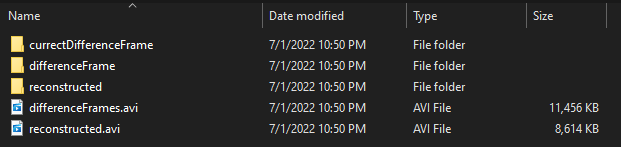 Name Date modified Type Size
currectDifferenceFrame 7/1/2022 10:50 PM File folder
differenceFrame 7/1/2022 10:50 PM File folder
reconstructed 7/1/2022 10:50 PM File folder
differenceFrames.avi 7/1/2022 10:50 PM AVI File 11,456 KB
reconstructed.avi 7/1/2022 10:50 PM AVI File 8,614 KB